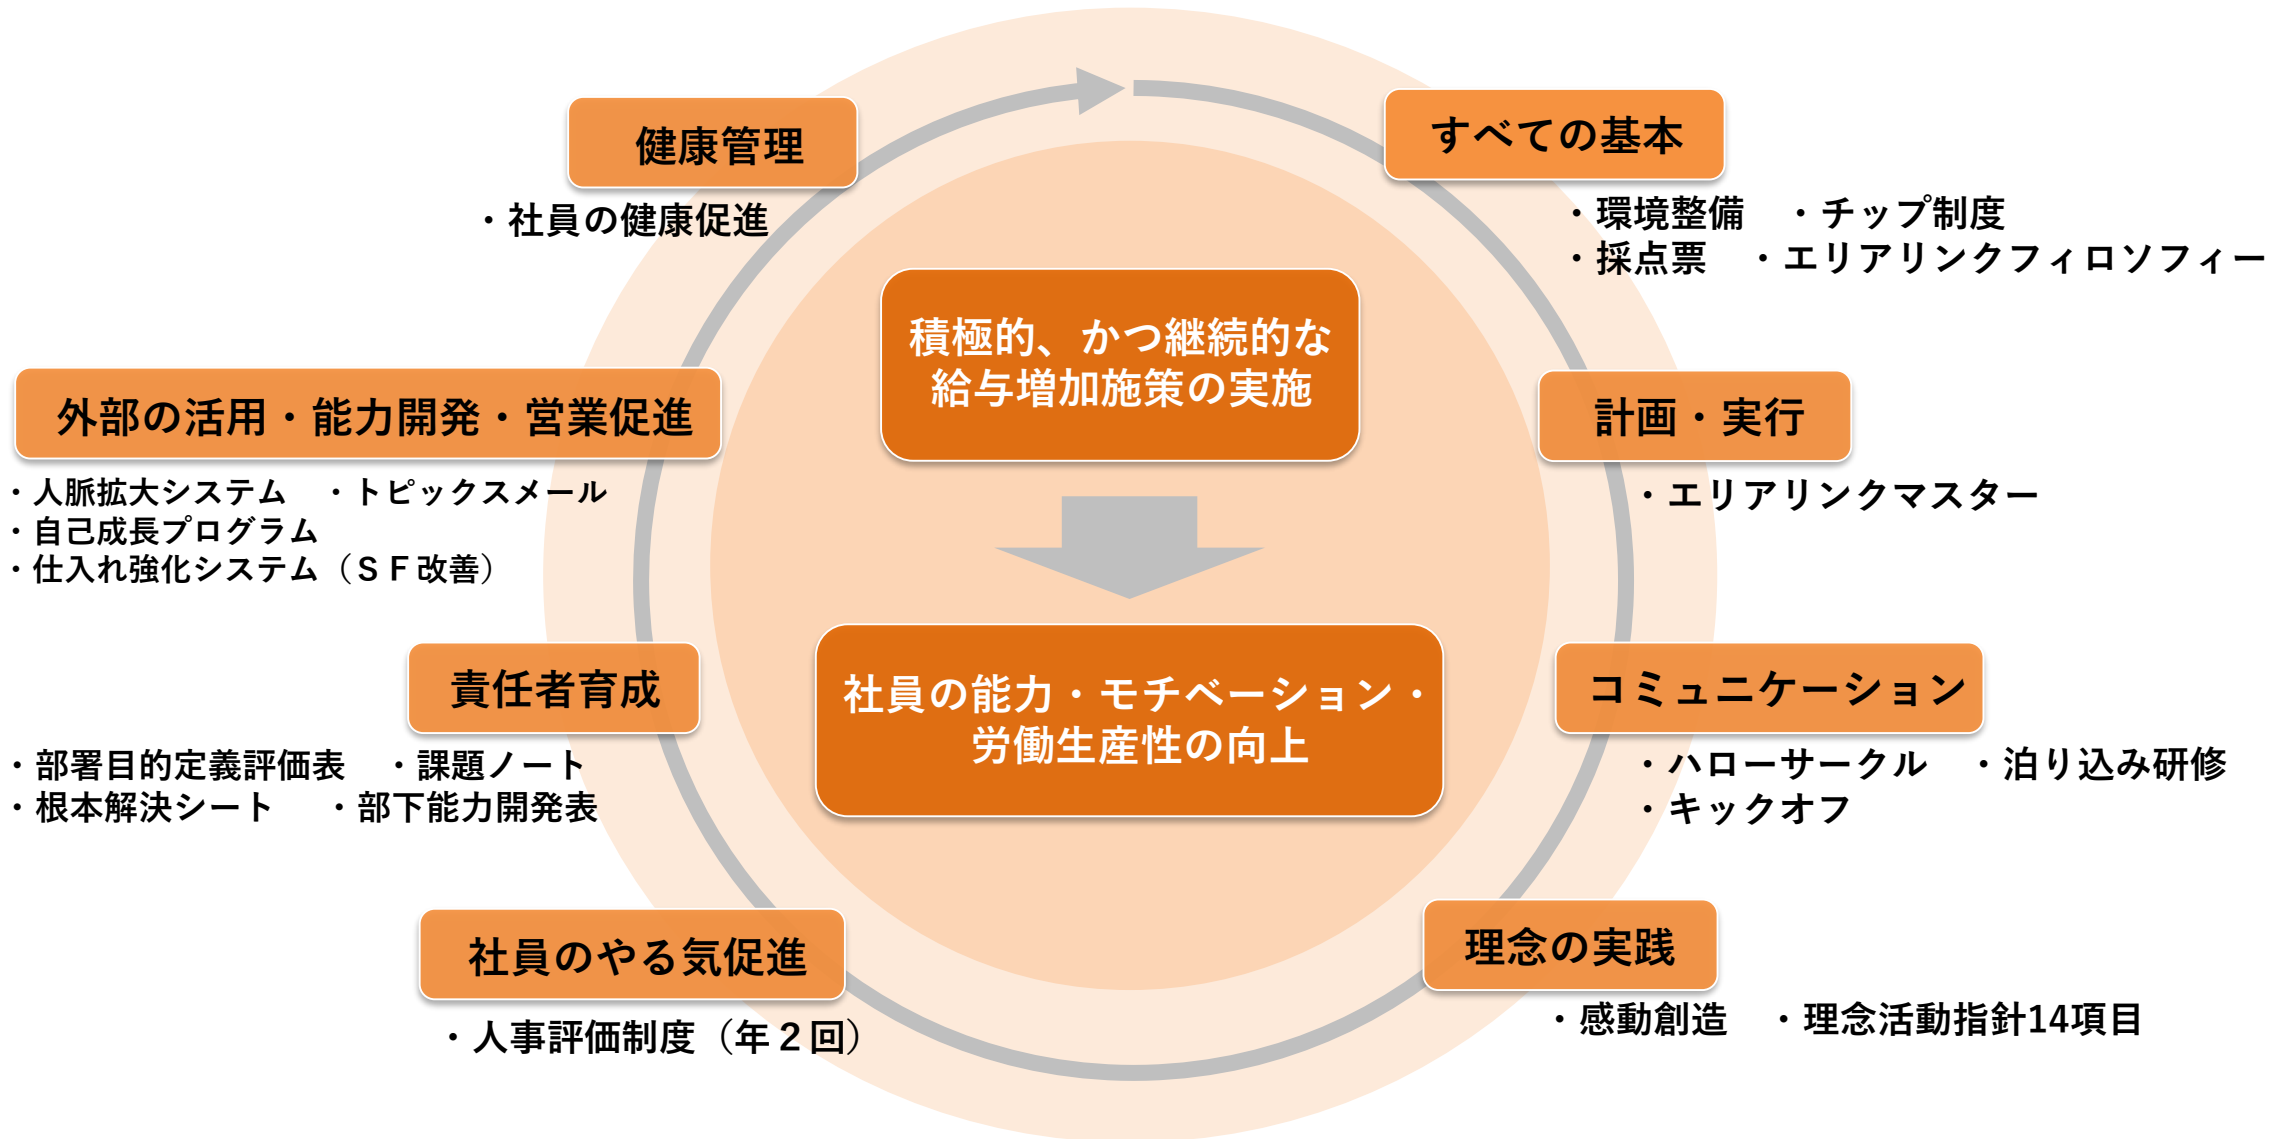 健康管理
・社員の健康促進
すべての基本
・環境整備　・チップ制度
・採点票　・エリアリンクフィロソフィー
積極的、かつ継続的な
給与増加施策の実施
外部の活用・能力開発・営業促進
・人脈拡大システム　・トピックスメール
・自己成長プログラム
・仕入れ強化システム（ＳＦ改善）
計画・実行
・エリアリンクマスター
社員の能力・モチベーション・
労働生産性の向上
責任者育成
・部署目的定義評価表　・課題ノート
・根本解決シート　・部下能力開発表
コミュニケーション
・ハローサークル　・泊り込み研修
・キックオフ
社員のやる気促進
・人事評価制度（年２回）
理念の実践
・感動創造　・理念活動指針14項目